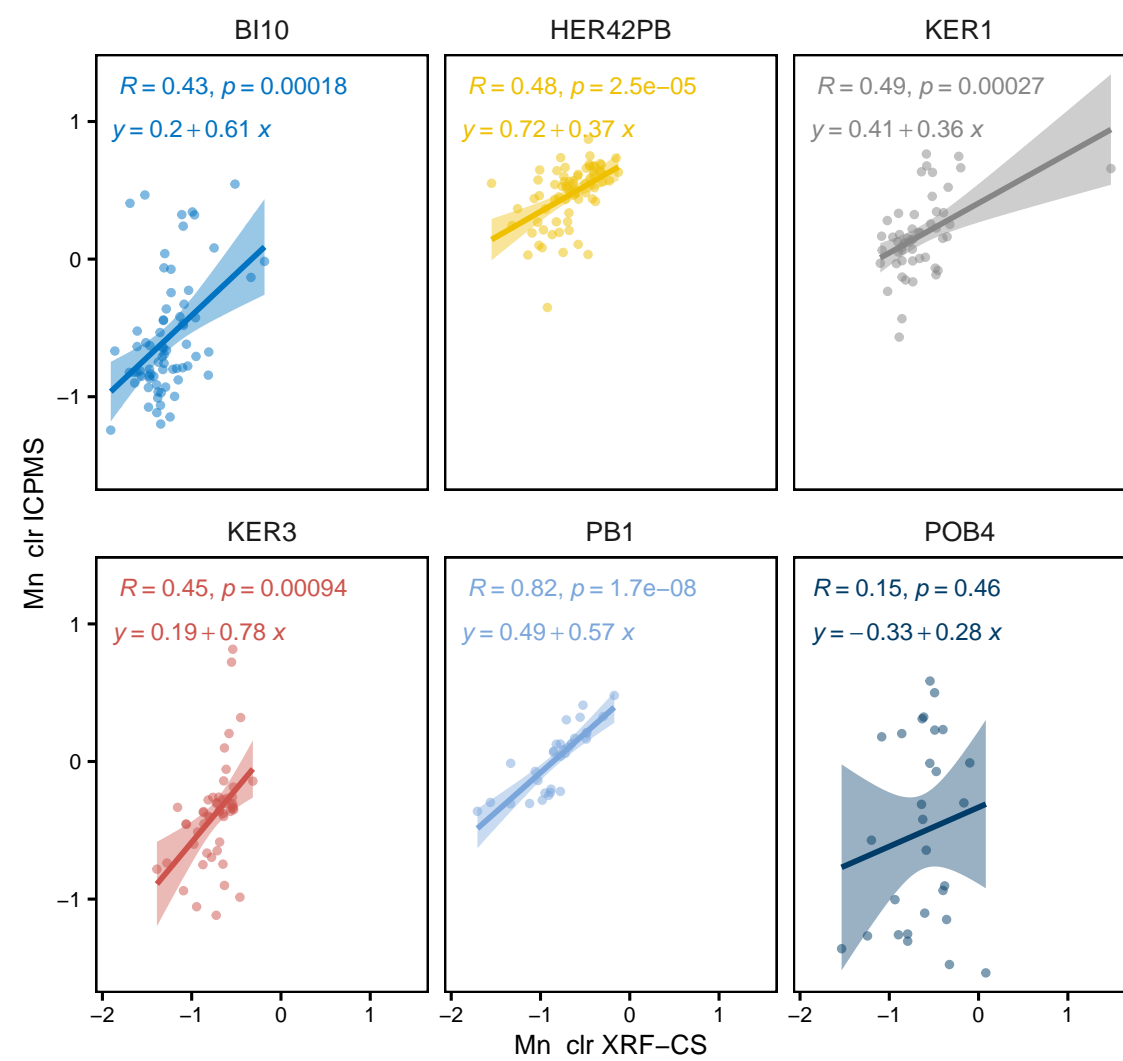 BI10 HER42PB KER1
R = 0.43, p = 0.00018 R = 0.48, p = 2.5e−05 R = 0.49, p = 0.00027
y = 0.2 + 0.61 x y = 0.72 + 0.37 x y = 0.41 + 0.36 x
1
0
−1
Mn clr ICPMS
KER3 PB1 POB4
R = 0.45, p = 0.00094 R = 0.82, p = 1.7e−08 R = 0.15, p = 0.46
y = 0.19 + 0.78 x y = 0.49 + 0.57 x y = −0.33 + 0.28 x
1
0
−1
−2 −1 0 1 −2 −1 0 1 −2 −1 0 1
Mn clr XRF−CS